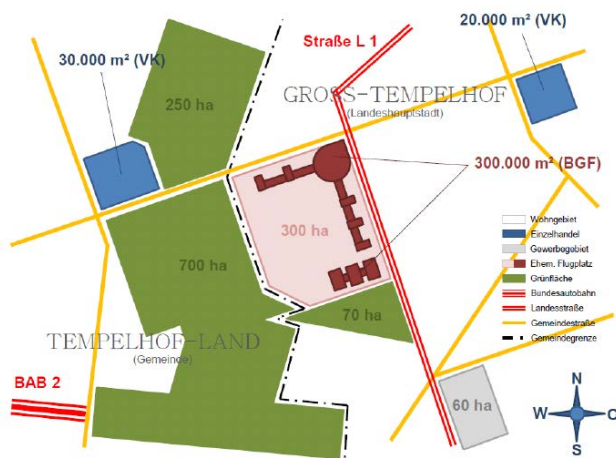 20.000 m² (VK)
Straße L 1
30.000 m² (VK)
250 ha
GROSS-TEMPELHOF
(Landeshauptstadt)
300.000 m² (BGF)
300 ha
700 ha
70 ha
TEMPELHOF-LAND
(Gemeinde)
BAB 2
60 ha
Wohngebiet
Einzelhandel
Gewerbegebiet
Ehem. Flugplatz
Grünfläche
Bundesautobahn
Landesstraße
Gemeindestraße
Gemeindegrenze
N
W O
S